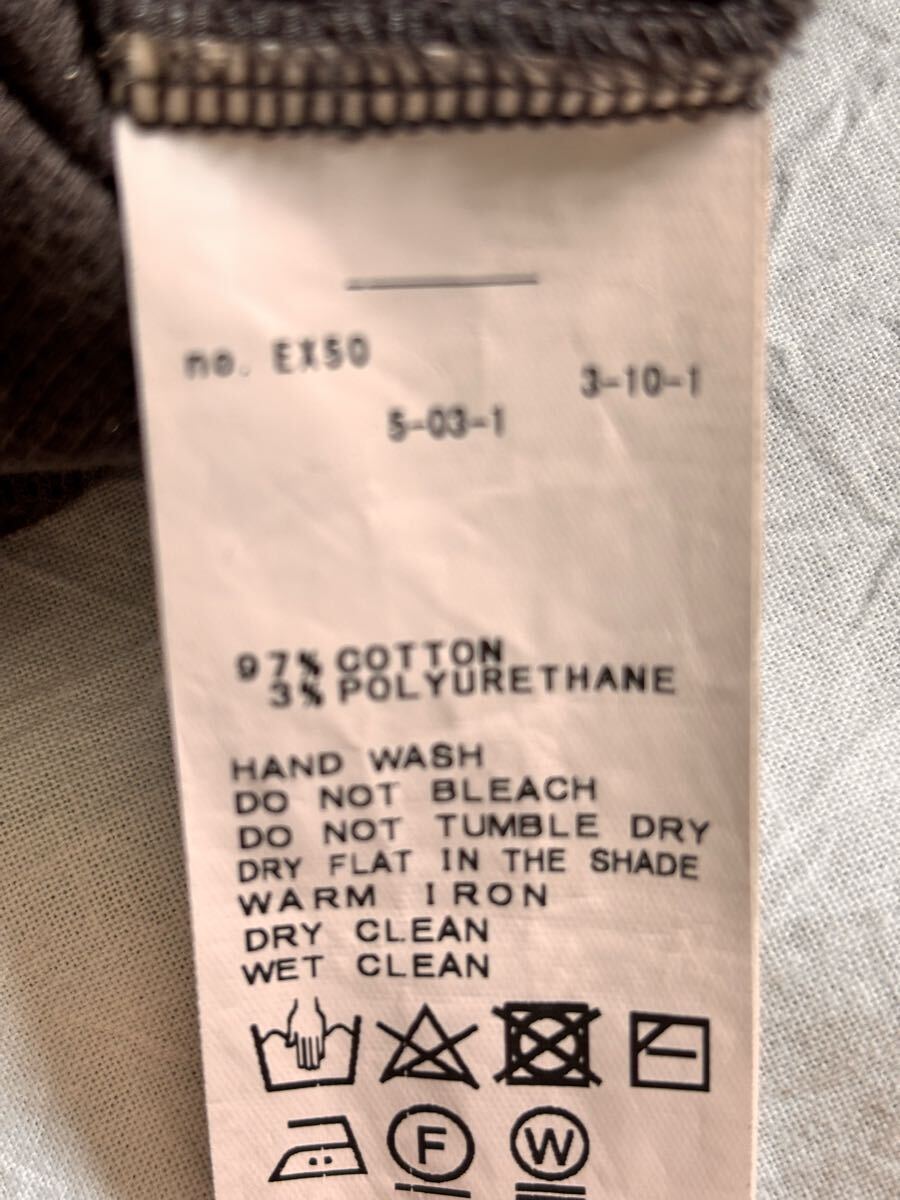 no. EX50
3-10-1
5-03-1
97% COTTON
3% POLYURETHANE
HAND WASH
DO NOT BLEACH
DO NOT TUMBLE DRY
DRY FLAT IN THE SHADE
WARM IRON
DRY CLEAN
WET CLEAN
F W